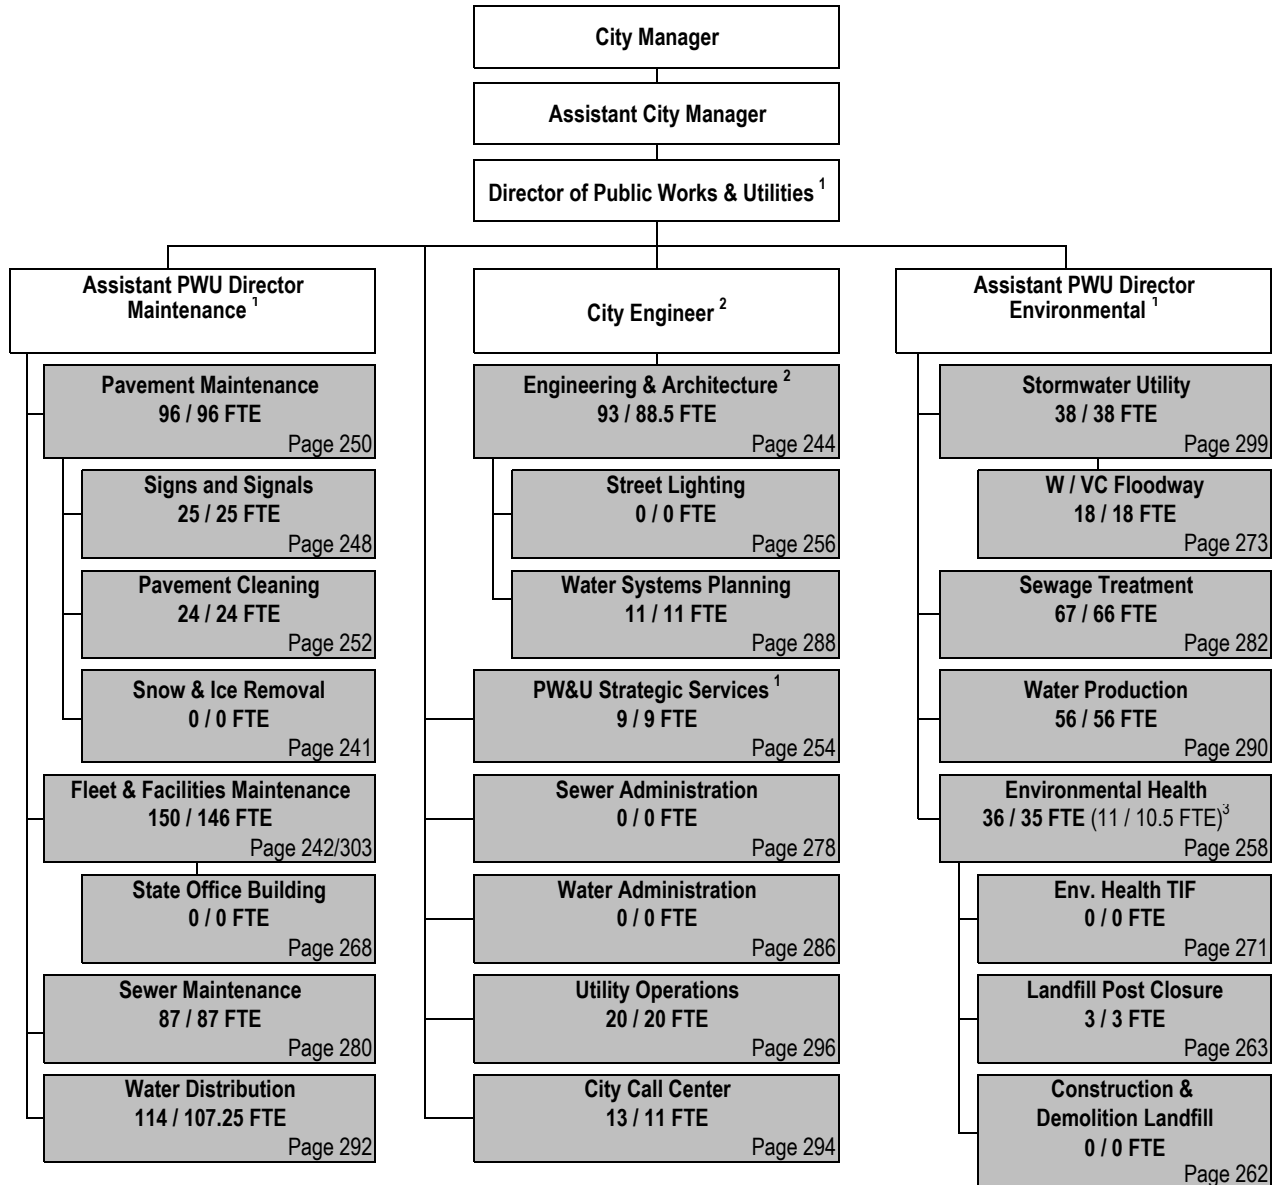 City Manager
Assistant City Manager
Director of Public Works & Utilities 1
Assistant PWU Director
Maintenance 1
City Engineer 2
Assistant PWU Director
Environmental 1
Pavement Maintenance
96 / 96 FTE
Page 250
Signs and Signals
25 / 25 FTE
Page 248
Pavement Cleaning
24 / 24 FTE
Page 252
Snow & Ice Removal
0 / 0 FTE
Page 241
Fleet & Facilities Maintenance
150 / 146 FTE
Page 242/303
State Office Building
0 / 0 FTE
Page 268
Sewer Maintenance
87 / 87 FTE
Page 280
Water Distribution
114 / 107.25 FTE
Page 292
Engineering & Architecture 2
93 / 88.5 FTE
Page 244
Street Lighting
0 / 0 FTE
Page 256
Water Systems Planning
11 / 11 FTE
Page 288
PW&U Strategic Services 1
9 / 9 FTE
Page 254
Sewer Administration
0 / 0 FTE
Page 278
Water Administration
0 / 0 FTE
Page 286
Utility Operations
20 / 20 FTE
Page 296
City Call Center
13 / 11 FTE
Page 294
Stormwater Utility
38 / 38 FTE
Page 299
W / VC Floodway
18 / 18 FTE
Page 273
Sewage Treatment
67 / 66 FTE
Page 282
Water Production
56 / 56 FTE
Page 290
Environmental Health
36 / 35 FTE (11 / 10.5 FTE)3
Page 258
Env. Health TIF
0 / 0 FTE
Page 271
Landfill Post Closure
3 / 3 FTE
Page 263
Construction &
Demolition Landfill
0 / 0 FTE
Page 262